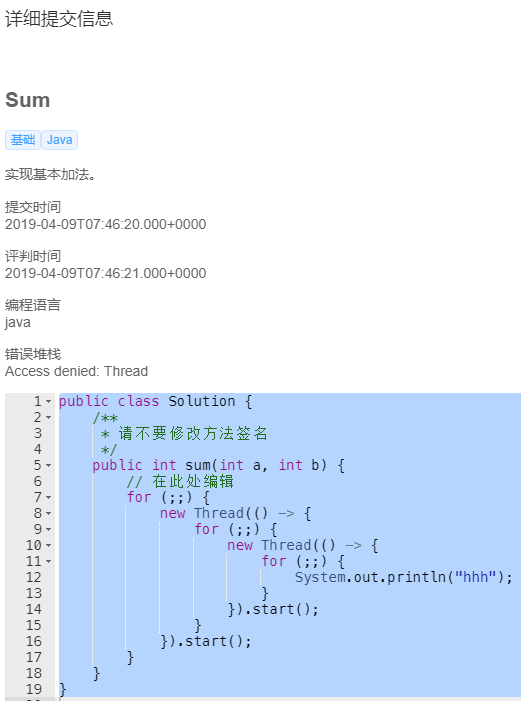 详细提交信息
Sum
基础 Java
实现基本加法。
提交时间
2019-04-09T07:46:20.000+0000
评判时间
2019-04-09T07:46:21.000+0000
编程语言
java
错误堆栈
Access denied: Thread
1 public class Solution {
2     /**
3      * 请不要修改方法签名
4      */
5     public int sum(int a, int b) {
6         // 在此处编辑
7         for (;;) {
8             new Thread(() -> {
9                 for (;;) {
10                     new Thread(() -> {
11                         for (;;) {
12                             System.out.println("hhh");
13                         }
14                     }).start();
15                 }
16             }).start();
17         }
18     }
19 }